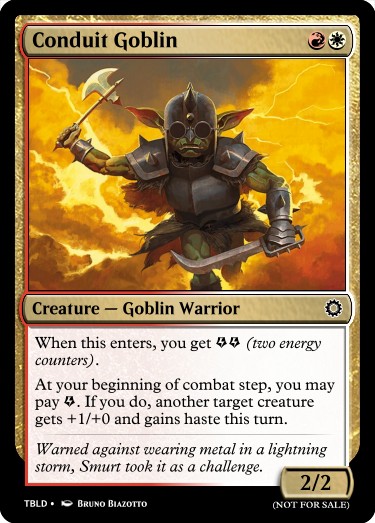 Conduit Goblin
Creature — Goblin Warrior
When this enters, you get (two energy
counters).
At your beginning of combat step, you may
pay . If you do, another target creature
gets +1/+0 and gains haste this turn.
Warned against wearing metal in a lightning
storm, Smurt took it as a challenge.
2/2
TBLD • Bruno Biazotto
(NOT FOR SALE)